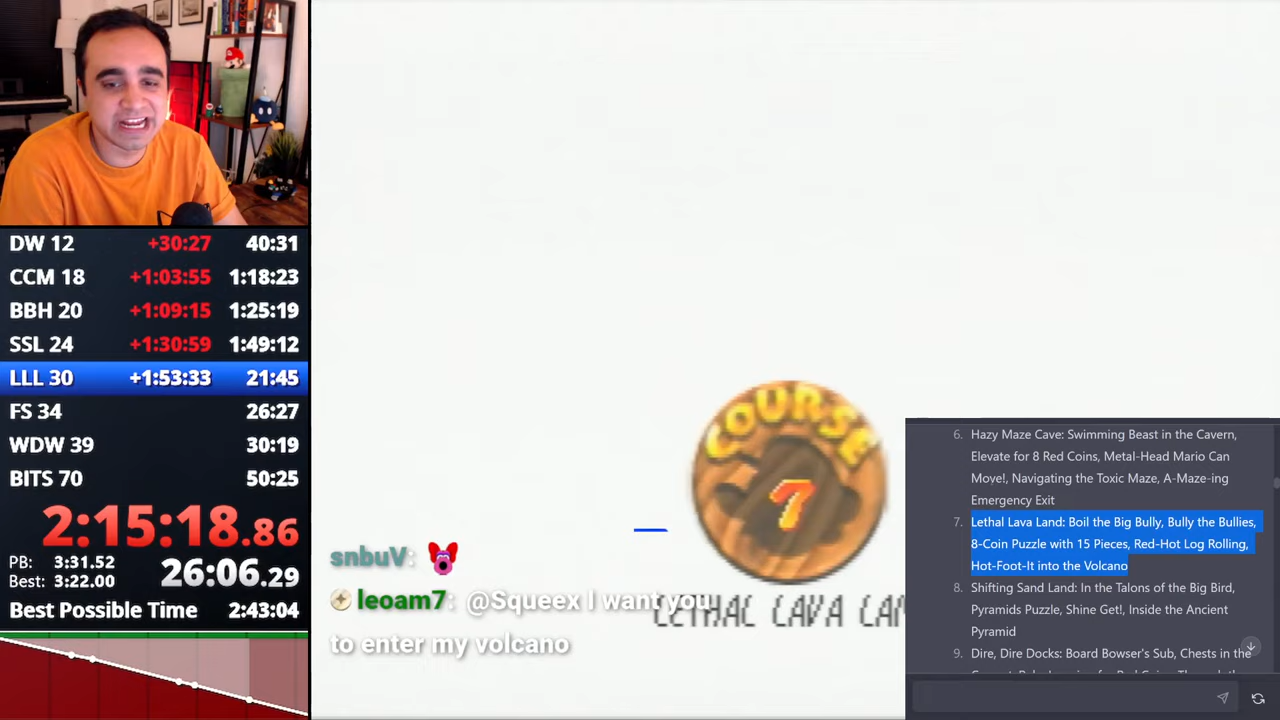 DW 12 +30:27 40:31
CCM 18 +1:03:55 1:18:23
BBH 20 +1:09:15 1:25:19
SSL 24 +1:30:59 1:49:12
LLL 30 +1:53:33 21:45
FS 34 26:27
WDW 39 30:19
BITS 70 50:25
2:15:18.86
PB: 3:31.52
Best: 3:22.00
26:06.29
Best Possible Time 2:43:04
COURSE
7
LETHAL LAVA LAN
snbuV:
leoam7: @Squeex I want you
to enter my volcano
6. Hazy Maze Cave: Swimming Beast in the Cavern,
Elevate for 8 Red Coins, Metal-Head Mario Can
Move!, Navigating the Toxic Maze, A-Maze-ing
Emergency Exit
7. Lethal Lava Land: Boil the Big Bully, Bully the Bullies,
8-Coin Puzzle with 15 Pieces, Red-Hot Log Rolling,
Hot-Foot-It into the Volcano
8. Shifting Sand Land: In the Talons of the Big Bird,
Pyramids Puzzle, Shine Get!, Inside the Ancient
Pyramid
9. Dire, Dire Docks: Board Bowser's Sub, Chests in the